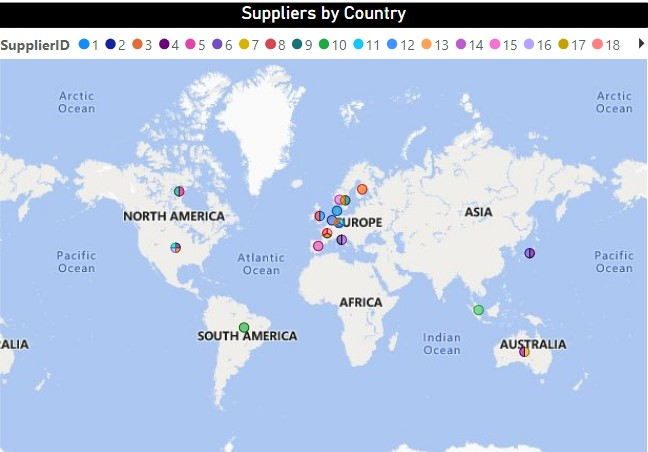 Suppliers by Country
SupplierID 1 2 3 4 5 6 7 8 9 10 11 12 13 14 15 16 17 18
Arctic
Ocean
Arctic
Ocean
NORTH AMERICA
EUROPE
ASIA
Pacific
Ocean
Atlantic
Ocean
Pacific
Ocean
AFRICA
SOUTH AMERICA
Indian
Ocean
ALIA
AUSTRALIA